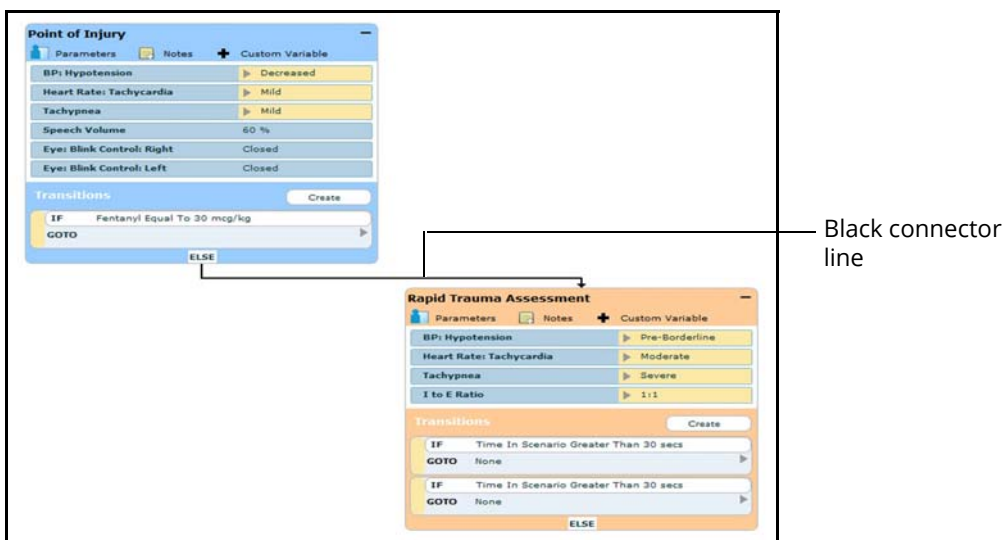 Point of Injury –
Parameters Notes Custom Variable
BP: Hypotension Decreased
Heart Rate: Tachycardia Mild
Tachypnea Mild
Speech Volume 60 %
Eye: Blink Control: Right Closed
Eye: Blink Control: Left Closed
Transitions Create
IF Fentanyl Equal To 30 mcg/kg
GOTO
ELSE
Black connector
line
Rapid Trauma Assessment –
Parameters Notes Custom Variable
BP: Hypotension Pre-Borderline
Heart Rate: Tachycardia Moderate
Tachypnea Severe
I to E Ratio 1:1
Transitions Create
IF Time In Scenario Greater Than 30 secs
GOTO None
IF Time In Scenario Greater Than 30 secs
GOTO None
ELSE